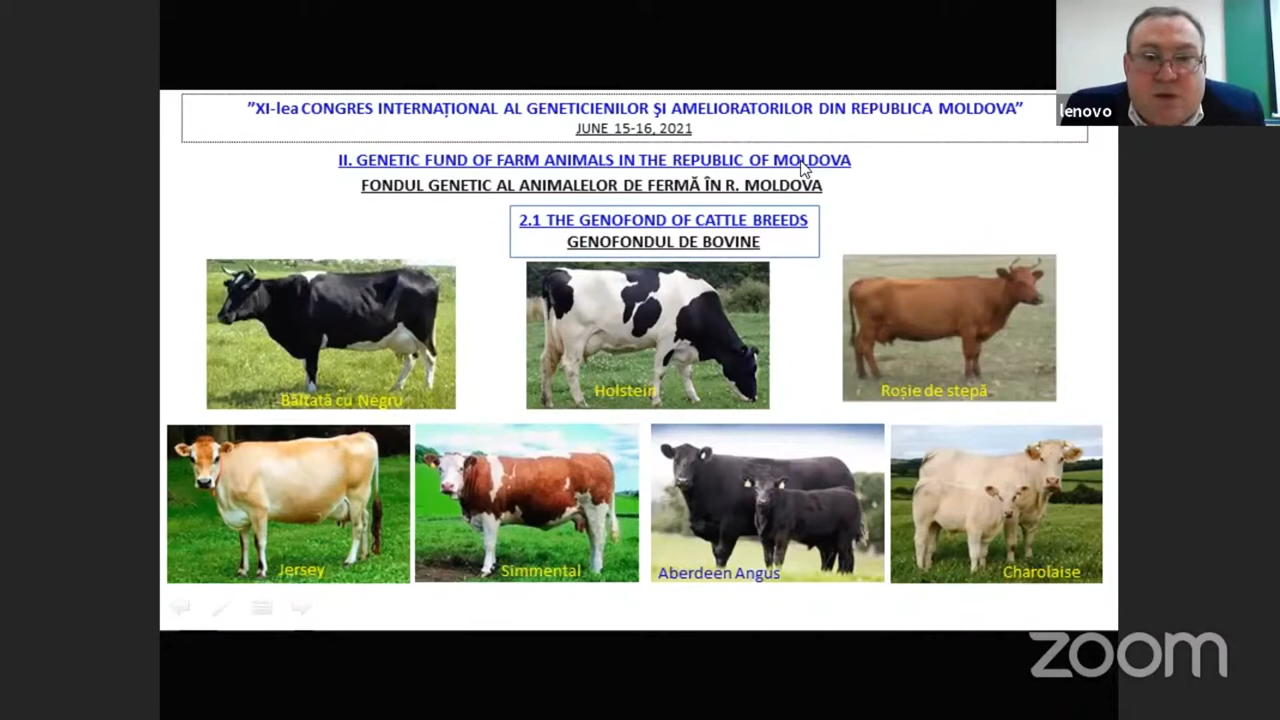 ”XI-lea CONGRES INTERNAȚIONAL AL GENETICIENILOR ŞI AMELIORATORILOR DIN REPUBLICA MOLDOVA”
JUNE 15-16, 2021
lenovo
II. GENETIC FUND OF FARM ANIMALS IN THE REPUBLIC OF MOLDOVA
FONDUL GENETIC AL ANIMALELOR DE FERMĂ ÎN R. MOLDOVA
2.1 THE GENOFOND OF CATTLE BREEDS
GENOFONDUL DE BOVINE
Băltată cu Negru
Holstein
Roșie de stepă
Jersey
Simmental
Aberdeen Angus
Charolaise
zoom